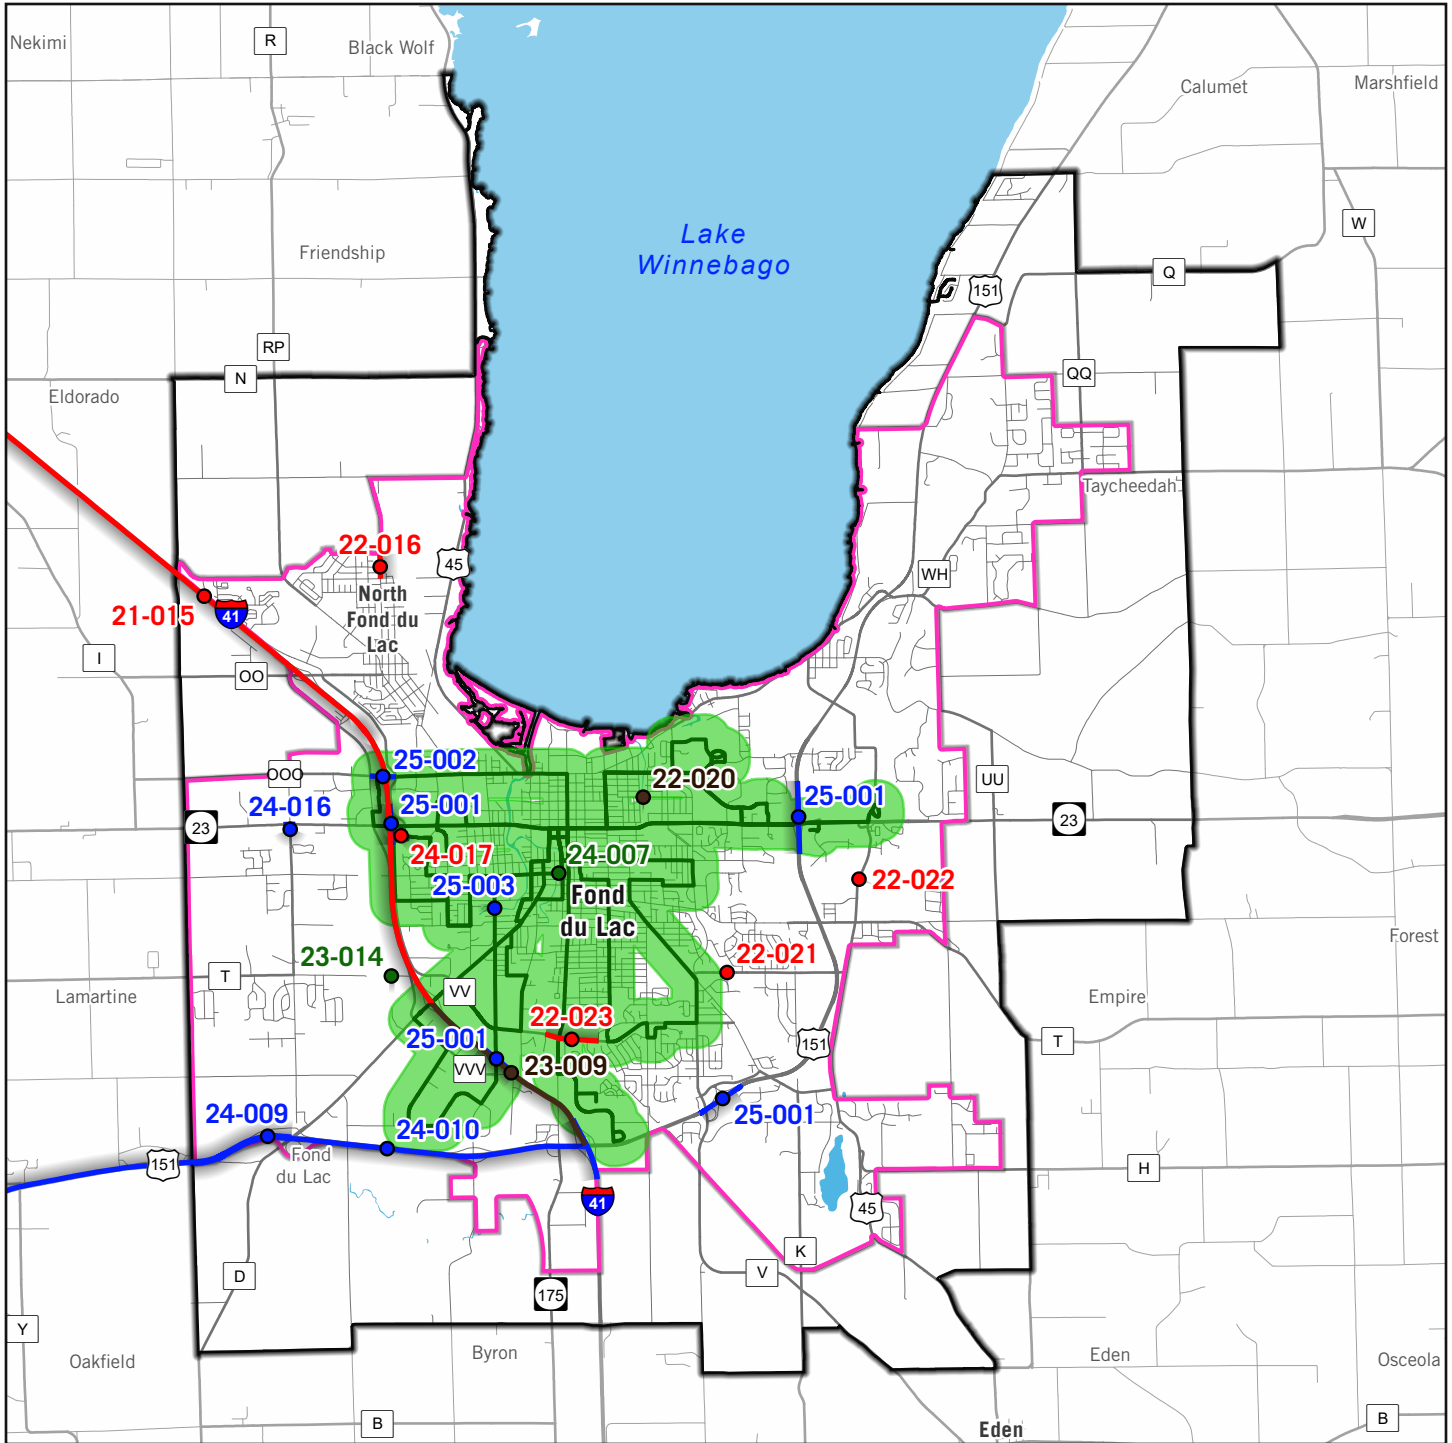 Nekimi
R
Black Wolf
Calumet
Marshfield
W
Lake
Winnebago
Friendship
Q
151
RP
N
QQ
Eldorado
Taycheedah
22-016
45
WH
North
Fond du
Lac
21-015
41
I
OO
25-002
OOO
22-020
UU
24-016
25-001
25-001
23
23
24-017
24-007
25-003
22-022
Fond
du Lac
Forest
23-014
22-021
T
VV
Lamartine
Empire
22-023
25-001
151
T
VVV
23-009
24-009
25-001
24-010
Fond
du Lac
151
H
41
45
K
D
V
175
Y
Oakfield
Byron
Eden
Osceola
B
B
Eden